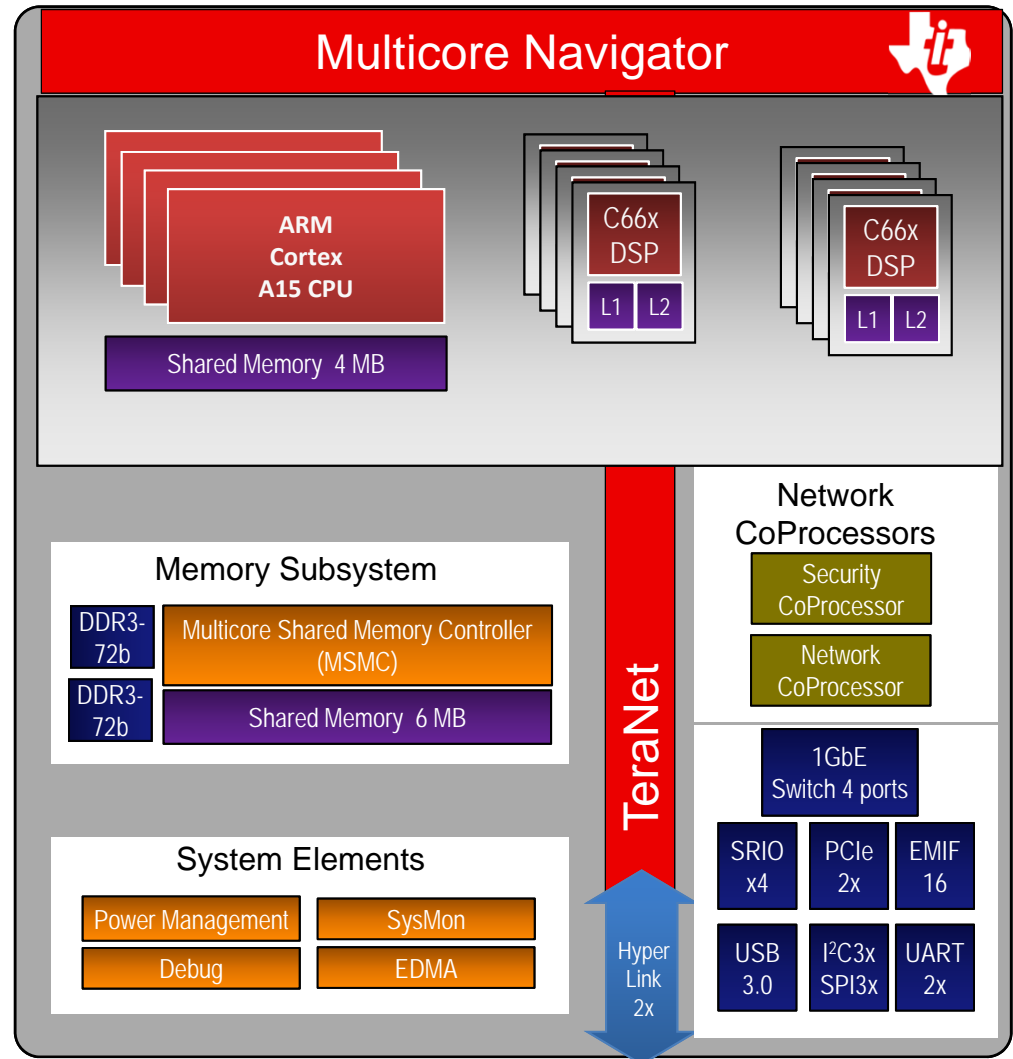 Multicore Navigator
ti
ARM
Cortex
A15 CPU
Shared Memory 4 MB
C66x
DSP
L1 L2
C66x
DSP
L1 L2
Network
CoProcessors
Security
CoProcessor
Network
CoProcessor
Memory Subsystem
DDR3-
72b
Multicore Shared Memory Controller
(MSMC)
DDR3-
72b
Shared Memory 6 MB
TeraNet
1GbE
Switch 4 ports
SRIO
x4
PCIe
2x
EMIF
16
USB
3.0
I²C3x
SPI3x
UART
2x
System Elements
Power Management
SysMon
Debug
EDMA
Hyper
Link
2x